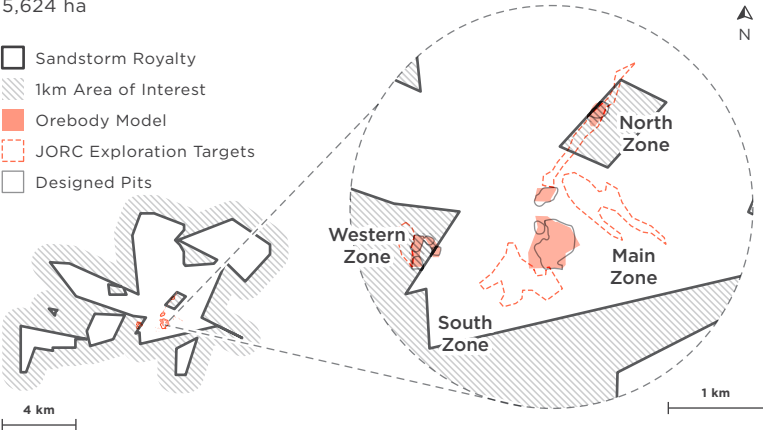 5,624 ha
Sandstorm Royalty
1km Area of Interest
Orebody Model
JORC Exploration Targets
Designed Pits
N
North
Zone
Western
Zone
Main
Zone
South
Zone
4 km
1 km